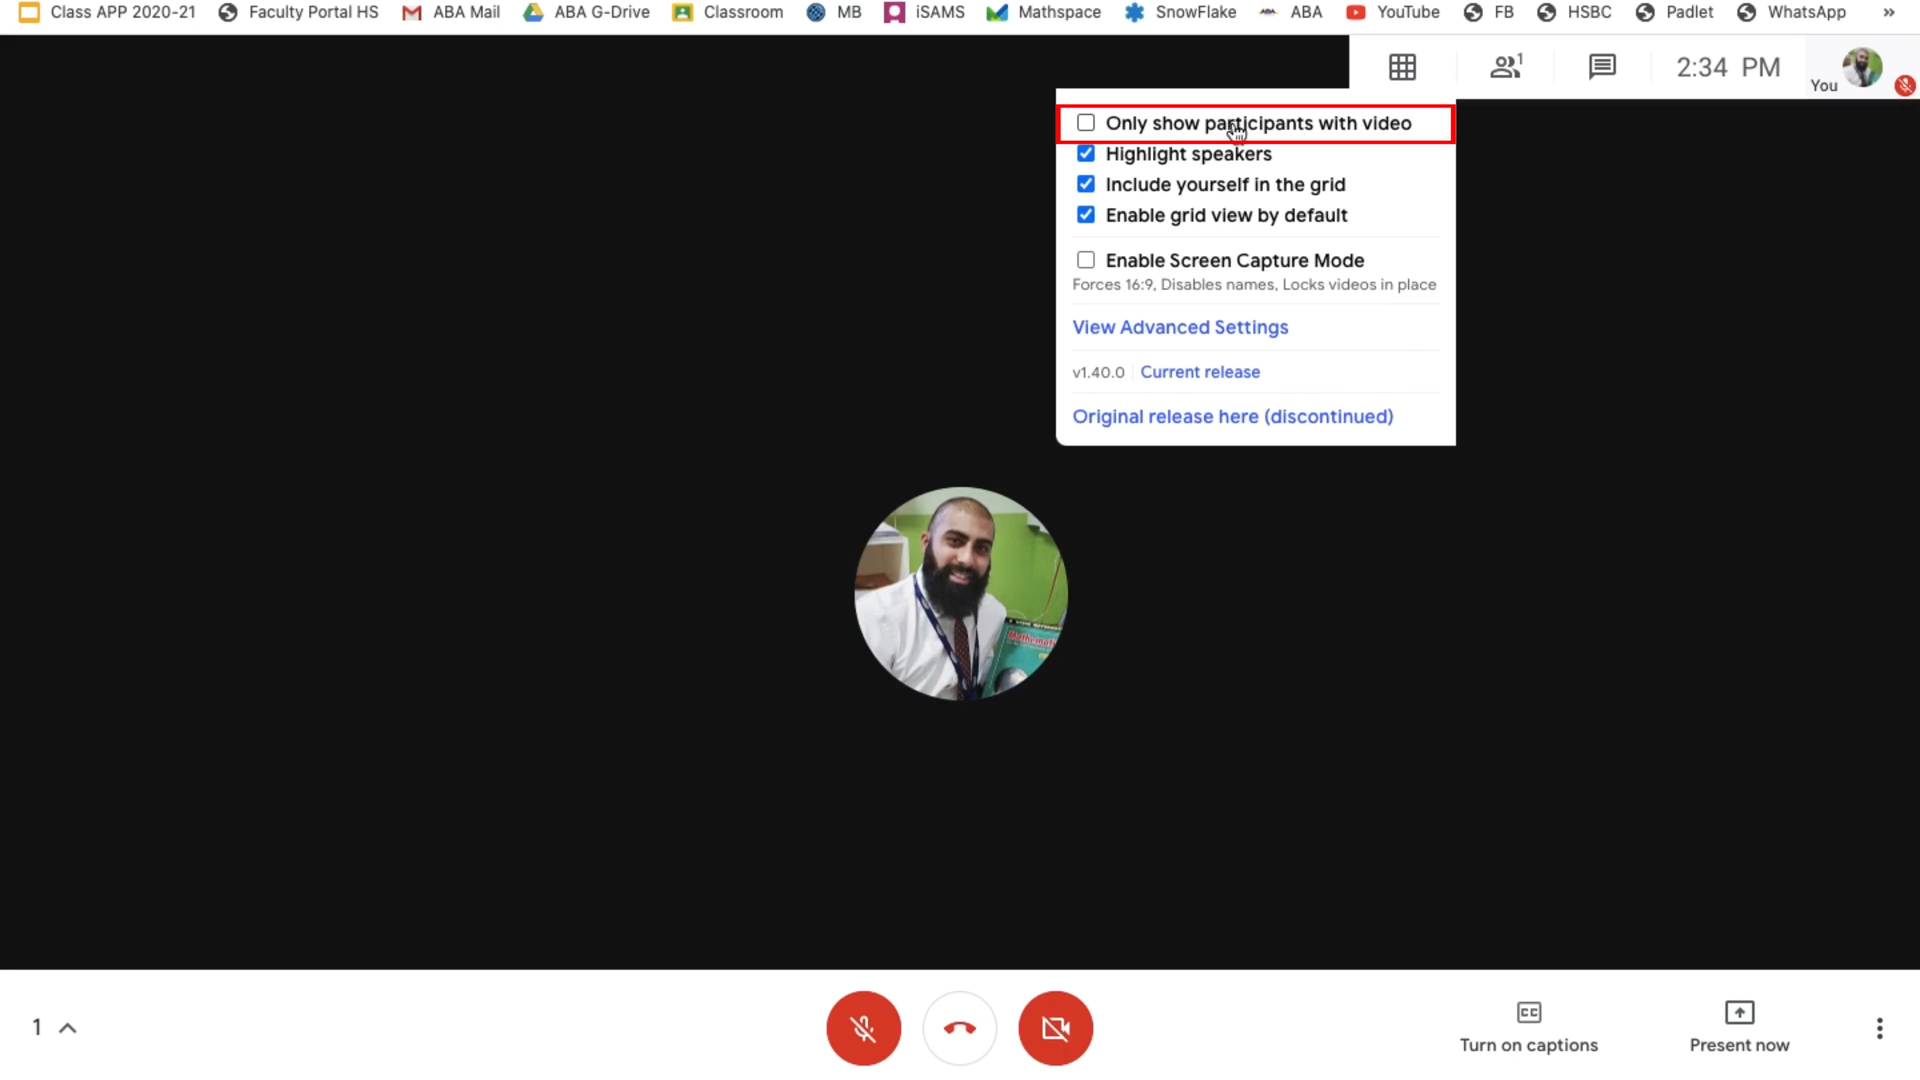 Class APP 2020-21 Faculty Portal HS ABA Mail ABA G-Drive Classroom MB iSAMS Mathspace SnowFlake ABA YouTube FB HSBC Padlet WhatsApp »
1 2:34 PM You
Only show participants with video
Highlight speakers
Include yourself in the grid
Enable grid view by default
Enable Screen Capture Mode
Forces 16:9, Disables names, Locks videos in place
View Advanced Settings
v1.40.0 Current release
Original release here (discontinued)
1
CC
Turn on captions Present now